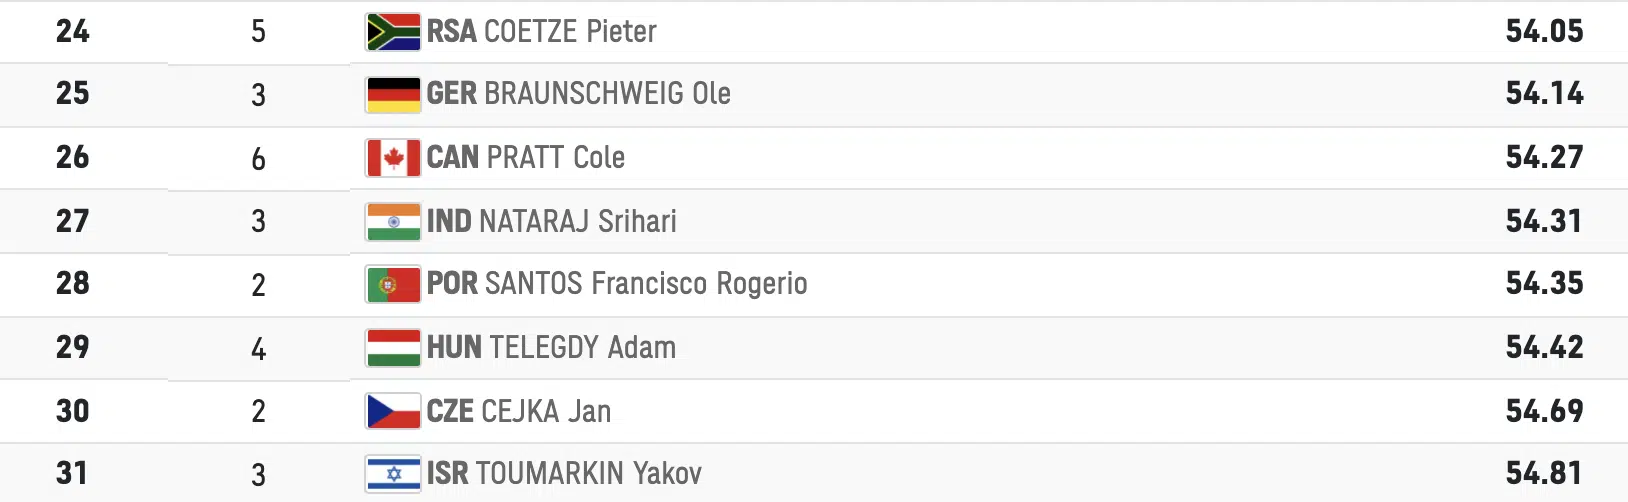 24 5 RSA COETZE Pieter 54.05
25 3 GER BRAUNSCHWEIG Ole 54.14
26 6 CAN PRATT Cole 54.27
27 3 IND NATARAJ Srihari 54.31
28 2 POR SANTOS Francisco Rogerio 54.35
29 4 HUN TELEGDY Adam 54.42
30 2 CZE CEJKA Jan 54.69
31 3 ISR TOUMARKIN Yakov 54.81